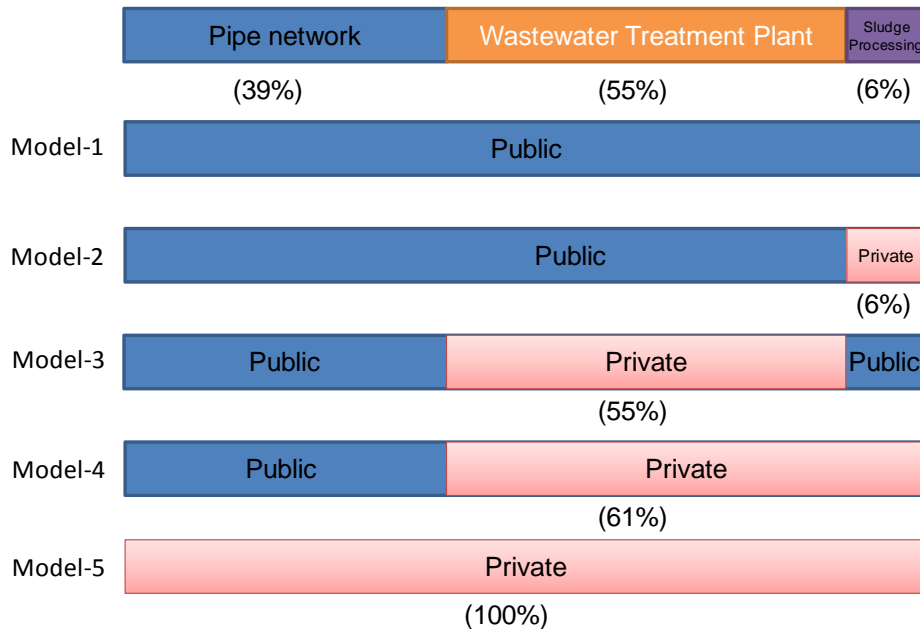 Pipe network
Wastewater Treatment Plant
Sludge
Processing
(39%)
(55%)
(6%)
Model-1
Public
Model-2
Public
Private
(6%)
Model-3
Public
Private
Public
(55%)
Model-4
Public
Private
(61%)
Model-5
Private
(100%)